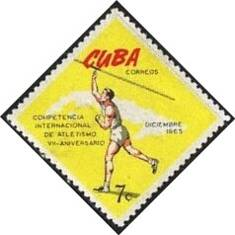 CUBA
CORREOS
COMPETENCIA
INTERNACIONAL
DE ATLETISMO
VII-ANIVERSARIO
DICIEMBRE
1965
7c